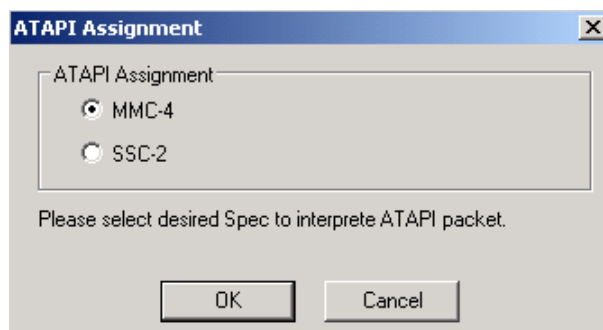 ATAPI Assignment
ATAPI Assignment
MMC-4
SSC-2
Please select desired Spec to interprete ATAPI packet.
OK Cancel